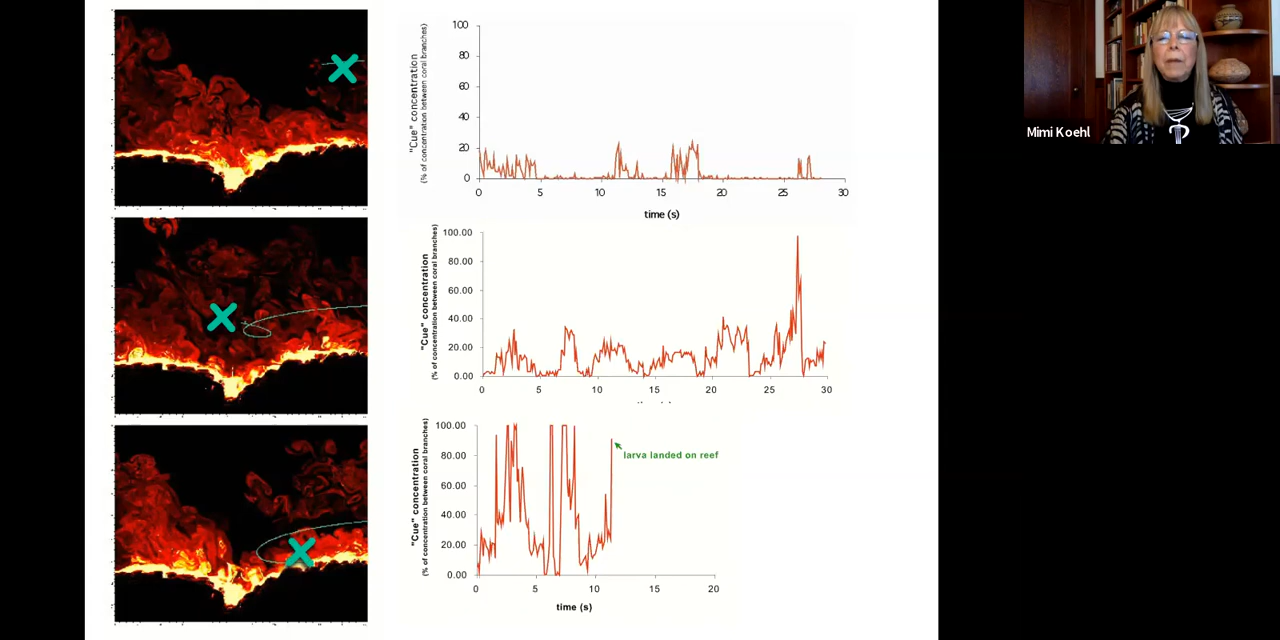 "Cue" concentration
(% of concentration between coral branches)
100
80
60
40
20
0
0 5 10 15 20 25 30
time (s)
Mimi Koehl
"Cue" concentration
(% of concentration between coral branches)
100.00
80.00
60.00
40.00
20.00
0.00
0 5 10 15 20 25 30
"Cue" concentration
(% of concentration between coral branches)
100.00
80.00
60.00
40.00
20.00
0.00
larva landed on reef
0 5 10 15 20
time (s)